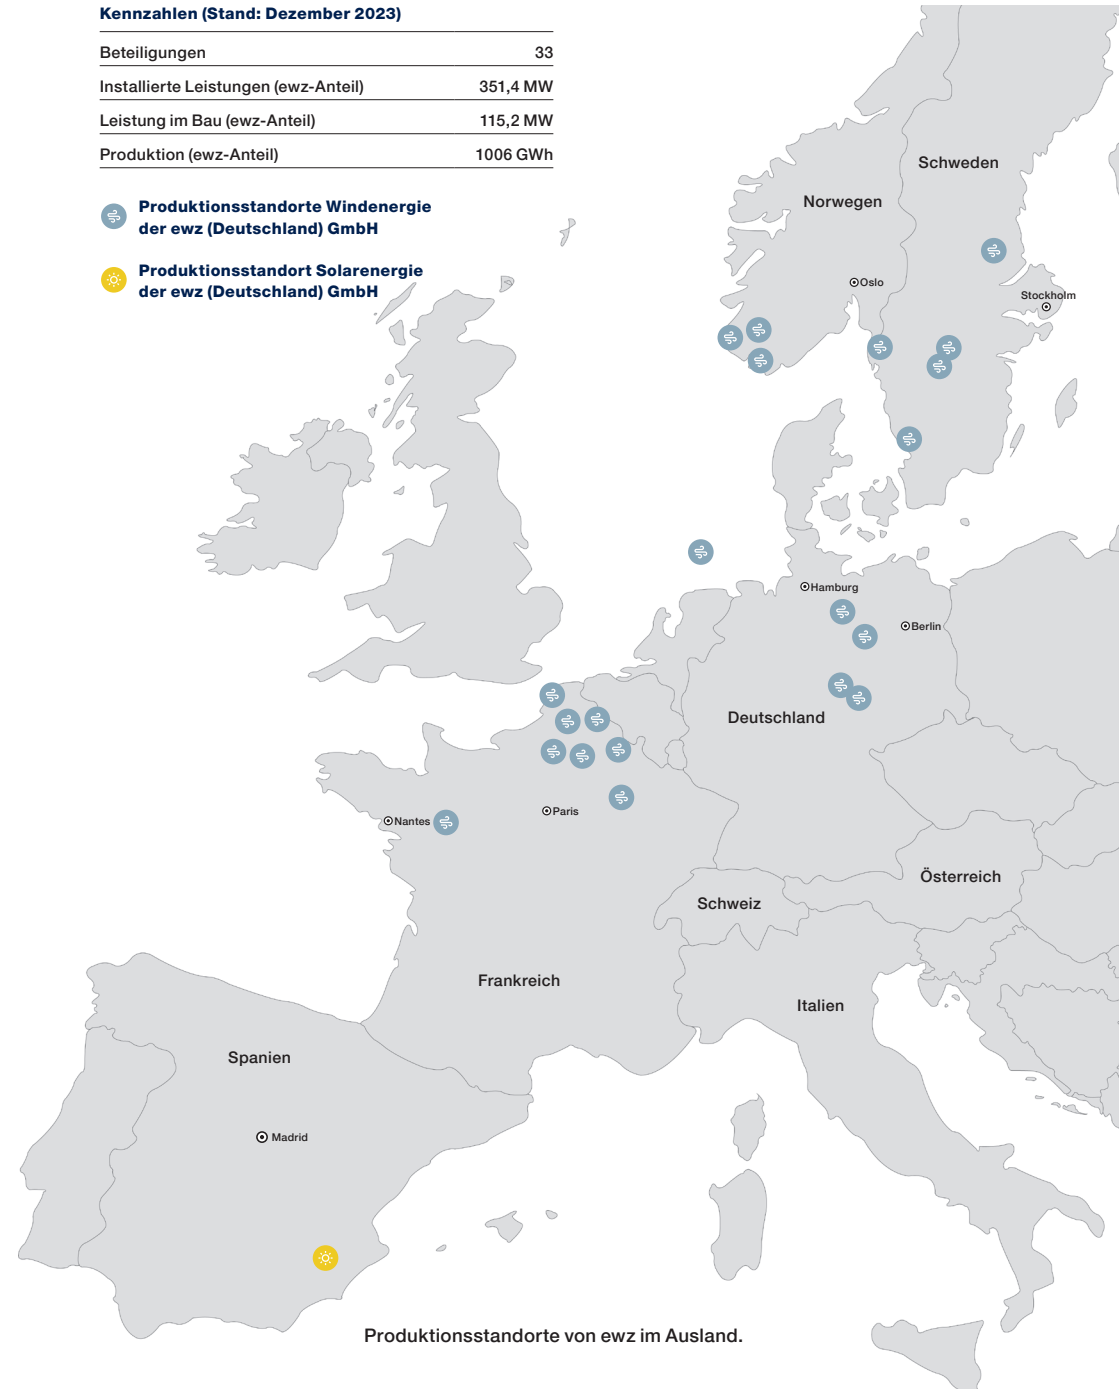 Kennzahlen (Stand: Dezember 2023)
Beteiligungen 33
Installierte Leistungen (ewz-Anteil) 351,4 MW
Leistung im Bau (ewz-Anteil) 115,2 MW
Produktion (ewz-Anteil) 1006 GWh
Produktionsstandorte Windenergie
der ewz (Deutschland) GmbH
Produktionsstandort Solarenergie
der ewz (Deutschland) GmbH
Schweden
Norwegen
Oslo
Stockholm
Hamburg
Berlin
Deutschland
Paris
Nantes
Österreich
Schweiz
Frankreich
Italien
Spanien
Madrid
Produktionsstandorte von ewz im Ausland.